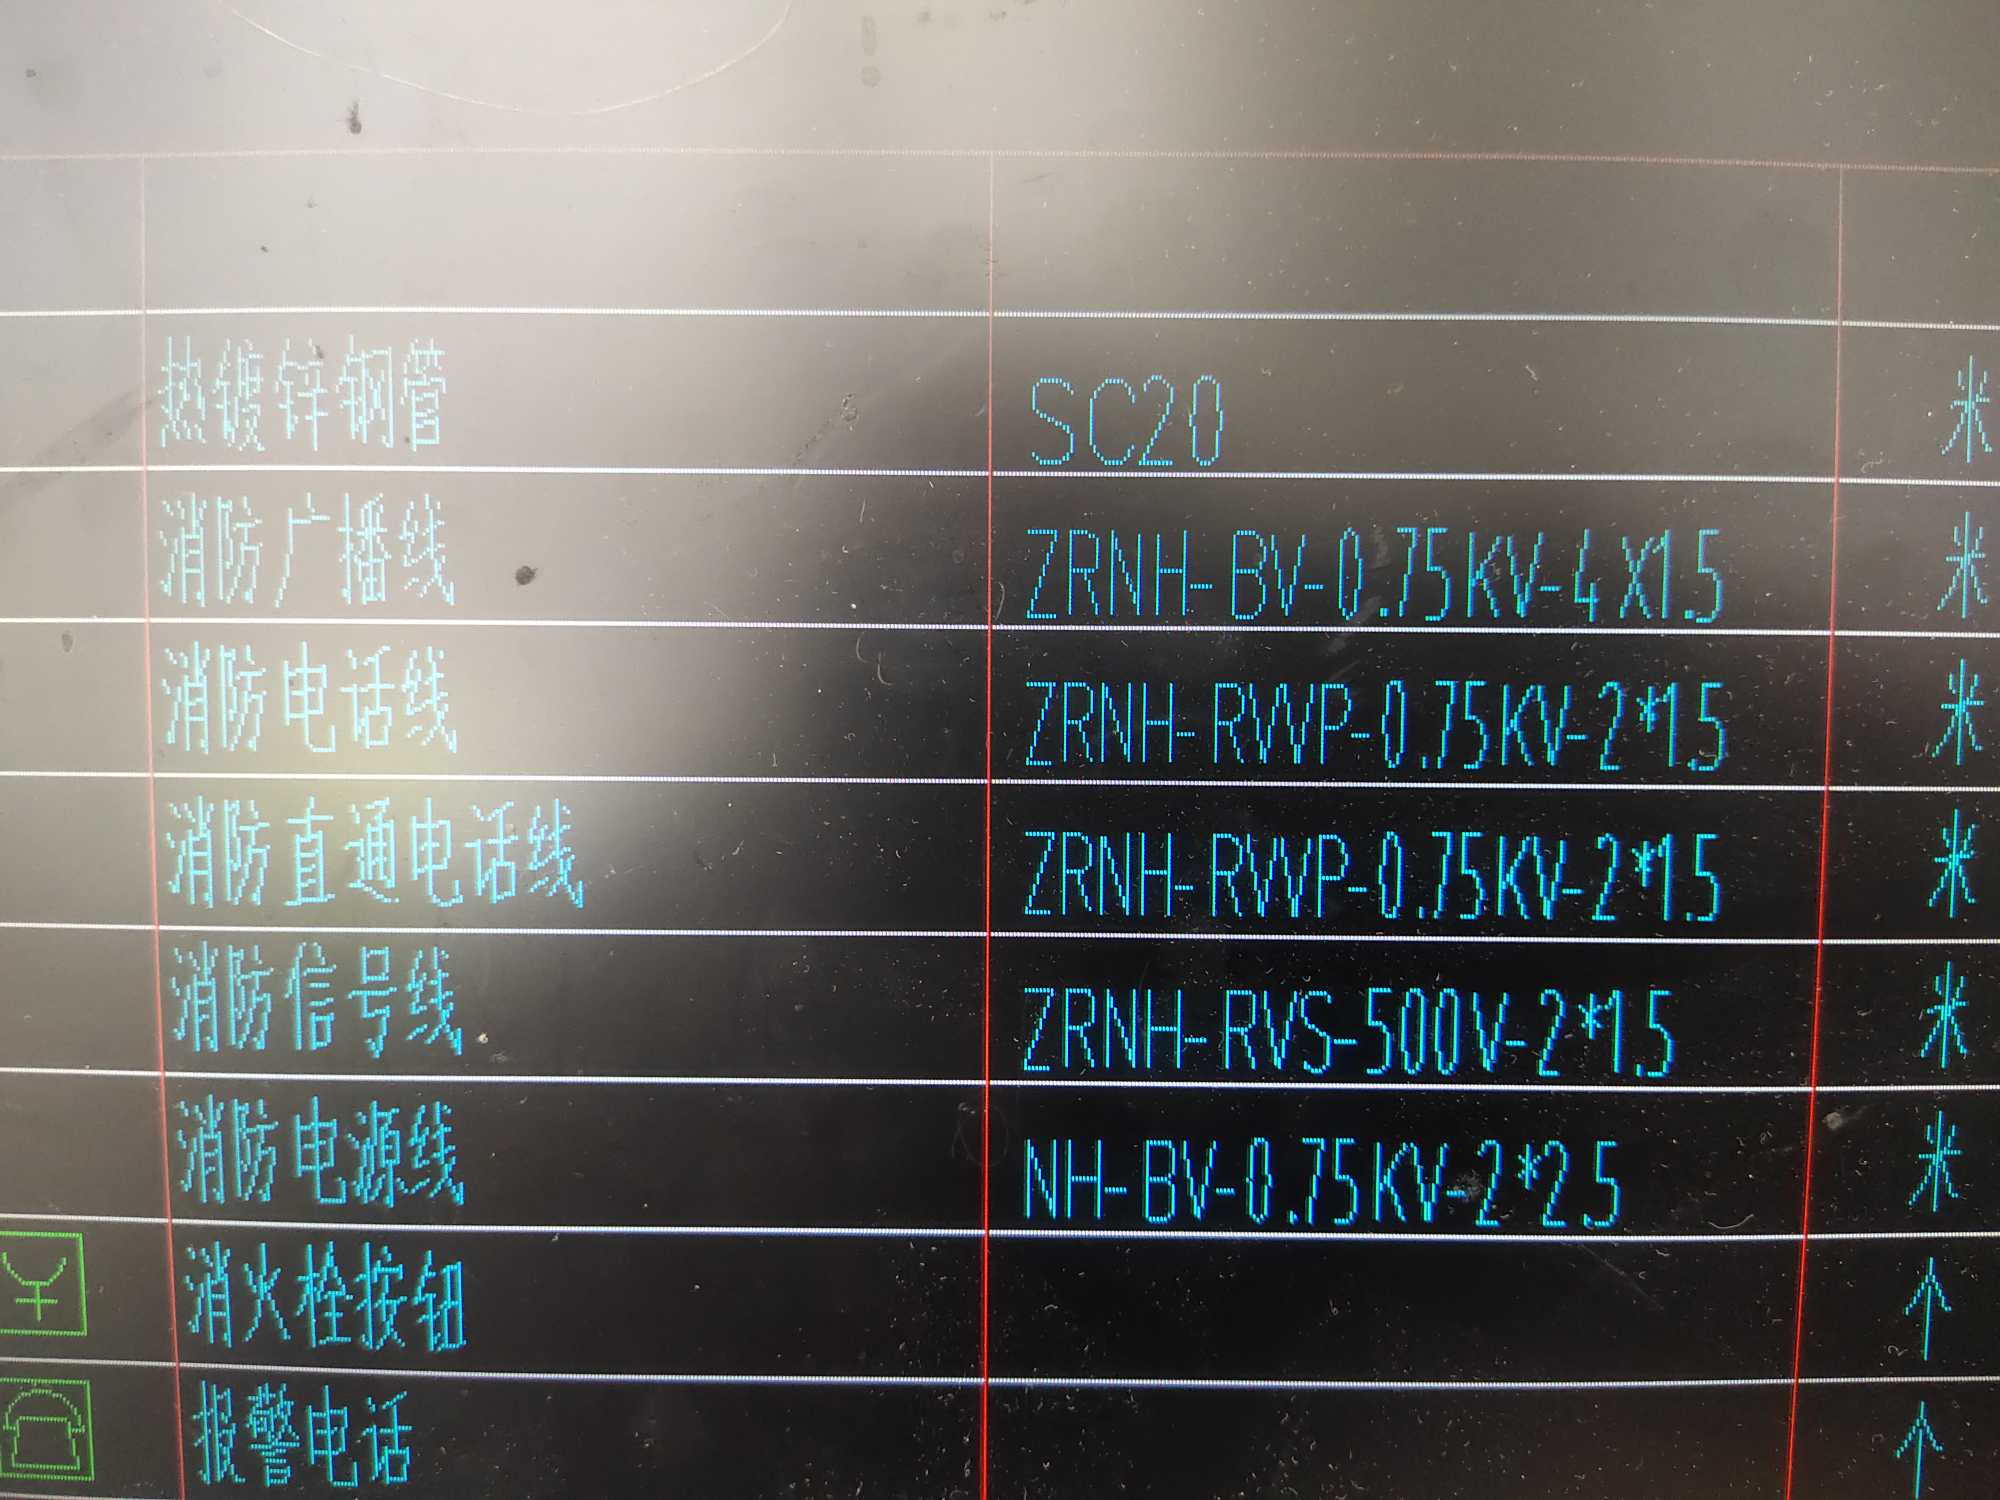 热镀锌钢管 SC20 米
消防广播线 ZRNH-BV-0.75KV-4X1.5 米
消防电话线 ZRNH-RWP-0.75KV-2*1.5 米
消防直通电话线 ZRNH-RWP-0.75KV-2*1.5 米
消防信号线 ZRNH-RVS-500V-2*1.5 米
消防电源线 NH-BV-0.75KV-2*2.5 米
消火栓按钮 个
报警电话 个